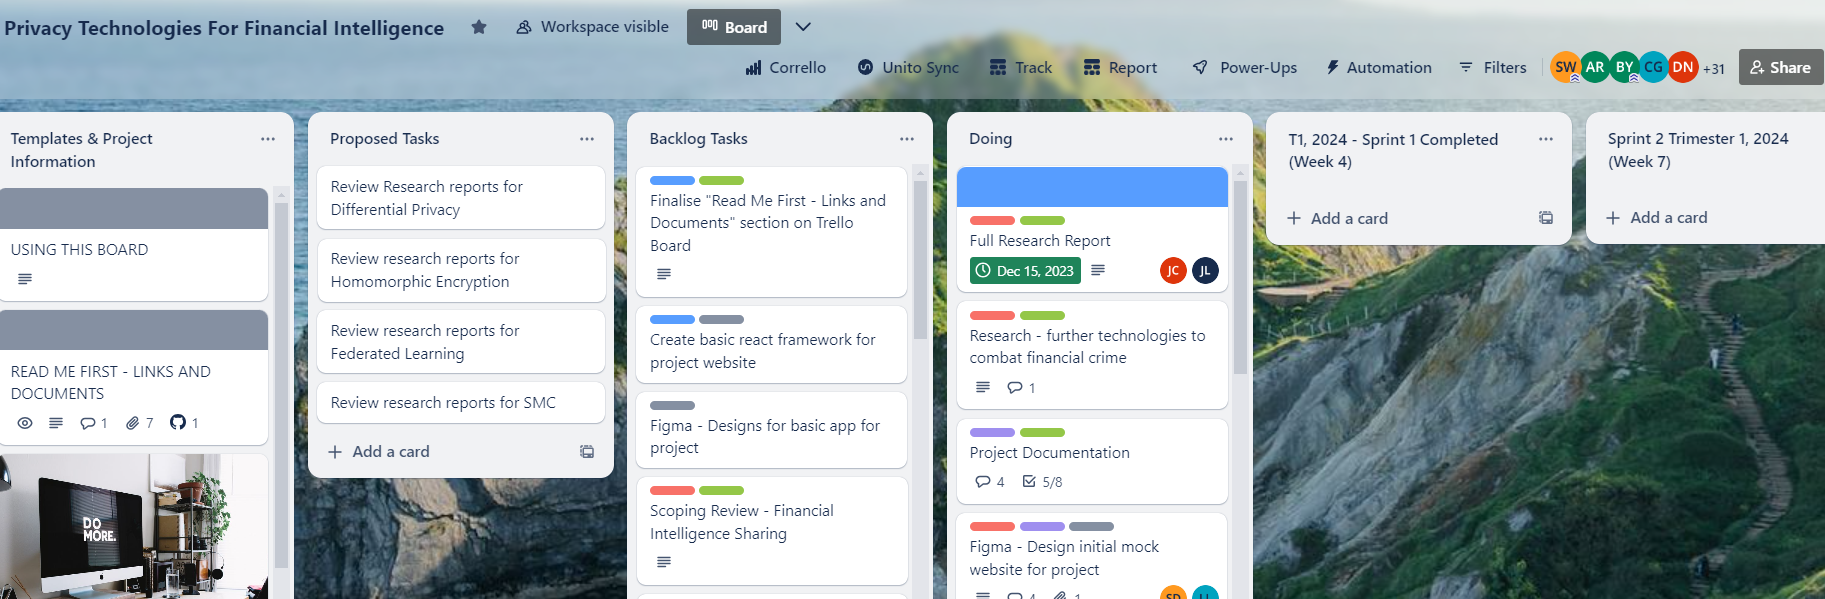 Privacy Technologies For Financial Intelligence
Workspace visible
Board
Corrello
Unito Sync
Track
Report
Power-Ups
Automation
Filters
SW
AR
BY
CG
DN
+31
Share
Templates & Project
Information
USING THIS BOARD
READ ME FIRST - LINKS AND
DOCUMENTS
1
7
1
DO
MORE.
Proposed Tasks
Review Research reports for
Differential Privacy
Review research reports for
Homomorphic Encryption
Review research reports for
Federated Learning
Review research reports for SMC
Add a card
Backlog Tasks
Finalise "Read Me First - Links and
Documents" section on Trello
Board
Create basic react framework for
project website
Figma - Designs for basic app for
project
Scoping Review - Financial
Intelligence Sharing
Doing
Full Research Report
Dec 15, 2023
JC
JL
Research - further technologies to
combat financial crime
1
Project Documentation
4
5/8
Figma - Design initial mock
website for project
4
1
SD
T1, 2024 - Sprint 1 Completed
(Week 4)
Add a card
Sprint 2 Trimester 1, 2024
(Week 7)
Add a card